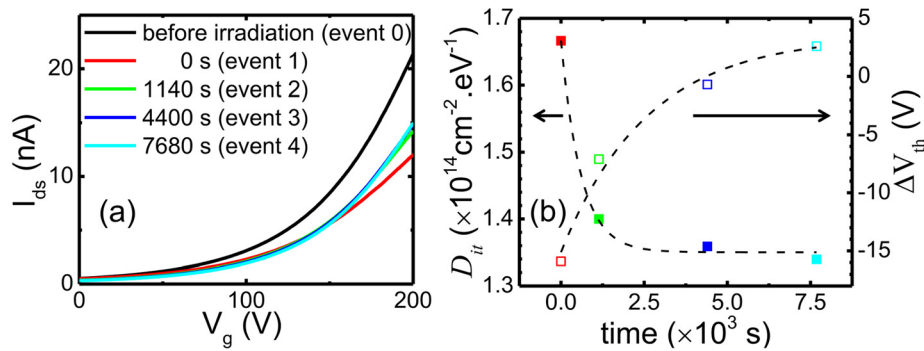 before irradiation (event 0)
0 s (event 1)
1140 s (event 2)
4400 s (event 3)
7680 s (event 4)
(a)
I_ds (nA)
20
10
0
0
100
200
V_g (V)
(b)
D_it (×10^14 cm^-2.eV^-1)
1.7
1.6
1.5
1.4
1.3
0.0
2.5
5.0
7.5
time (×10^3 s)
5
0
-5
-10
-15
ΔV_th (V)